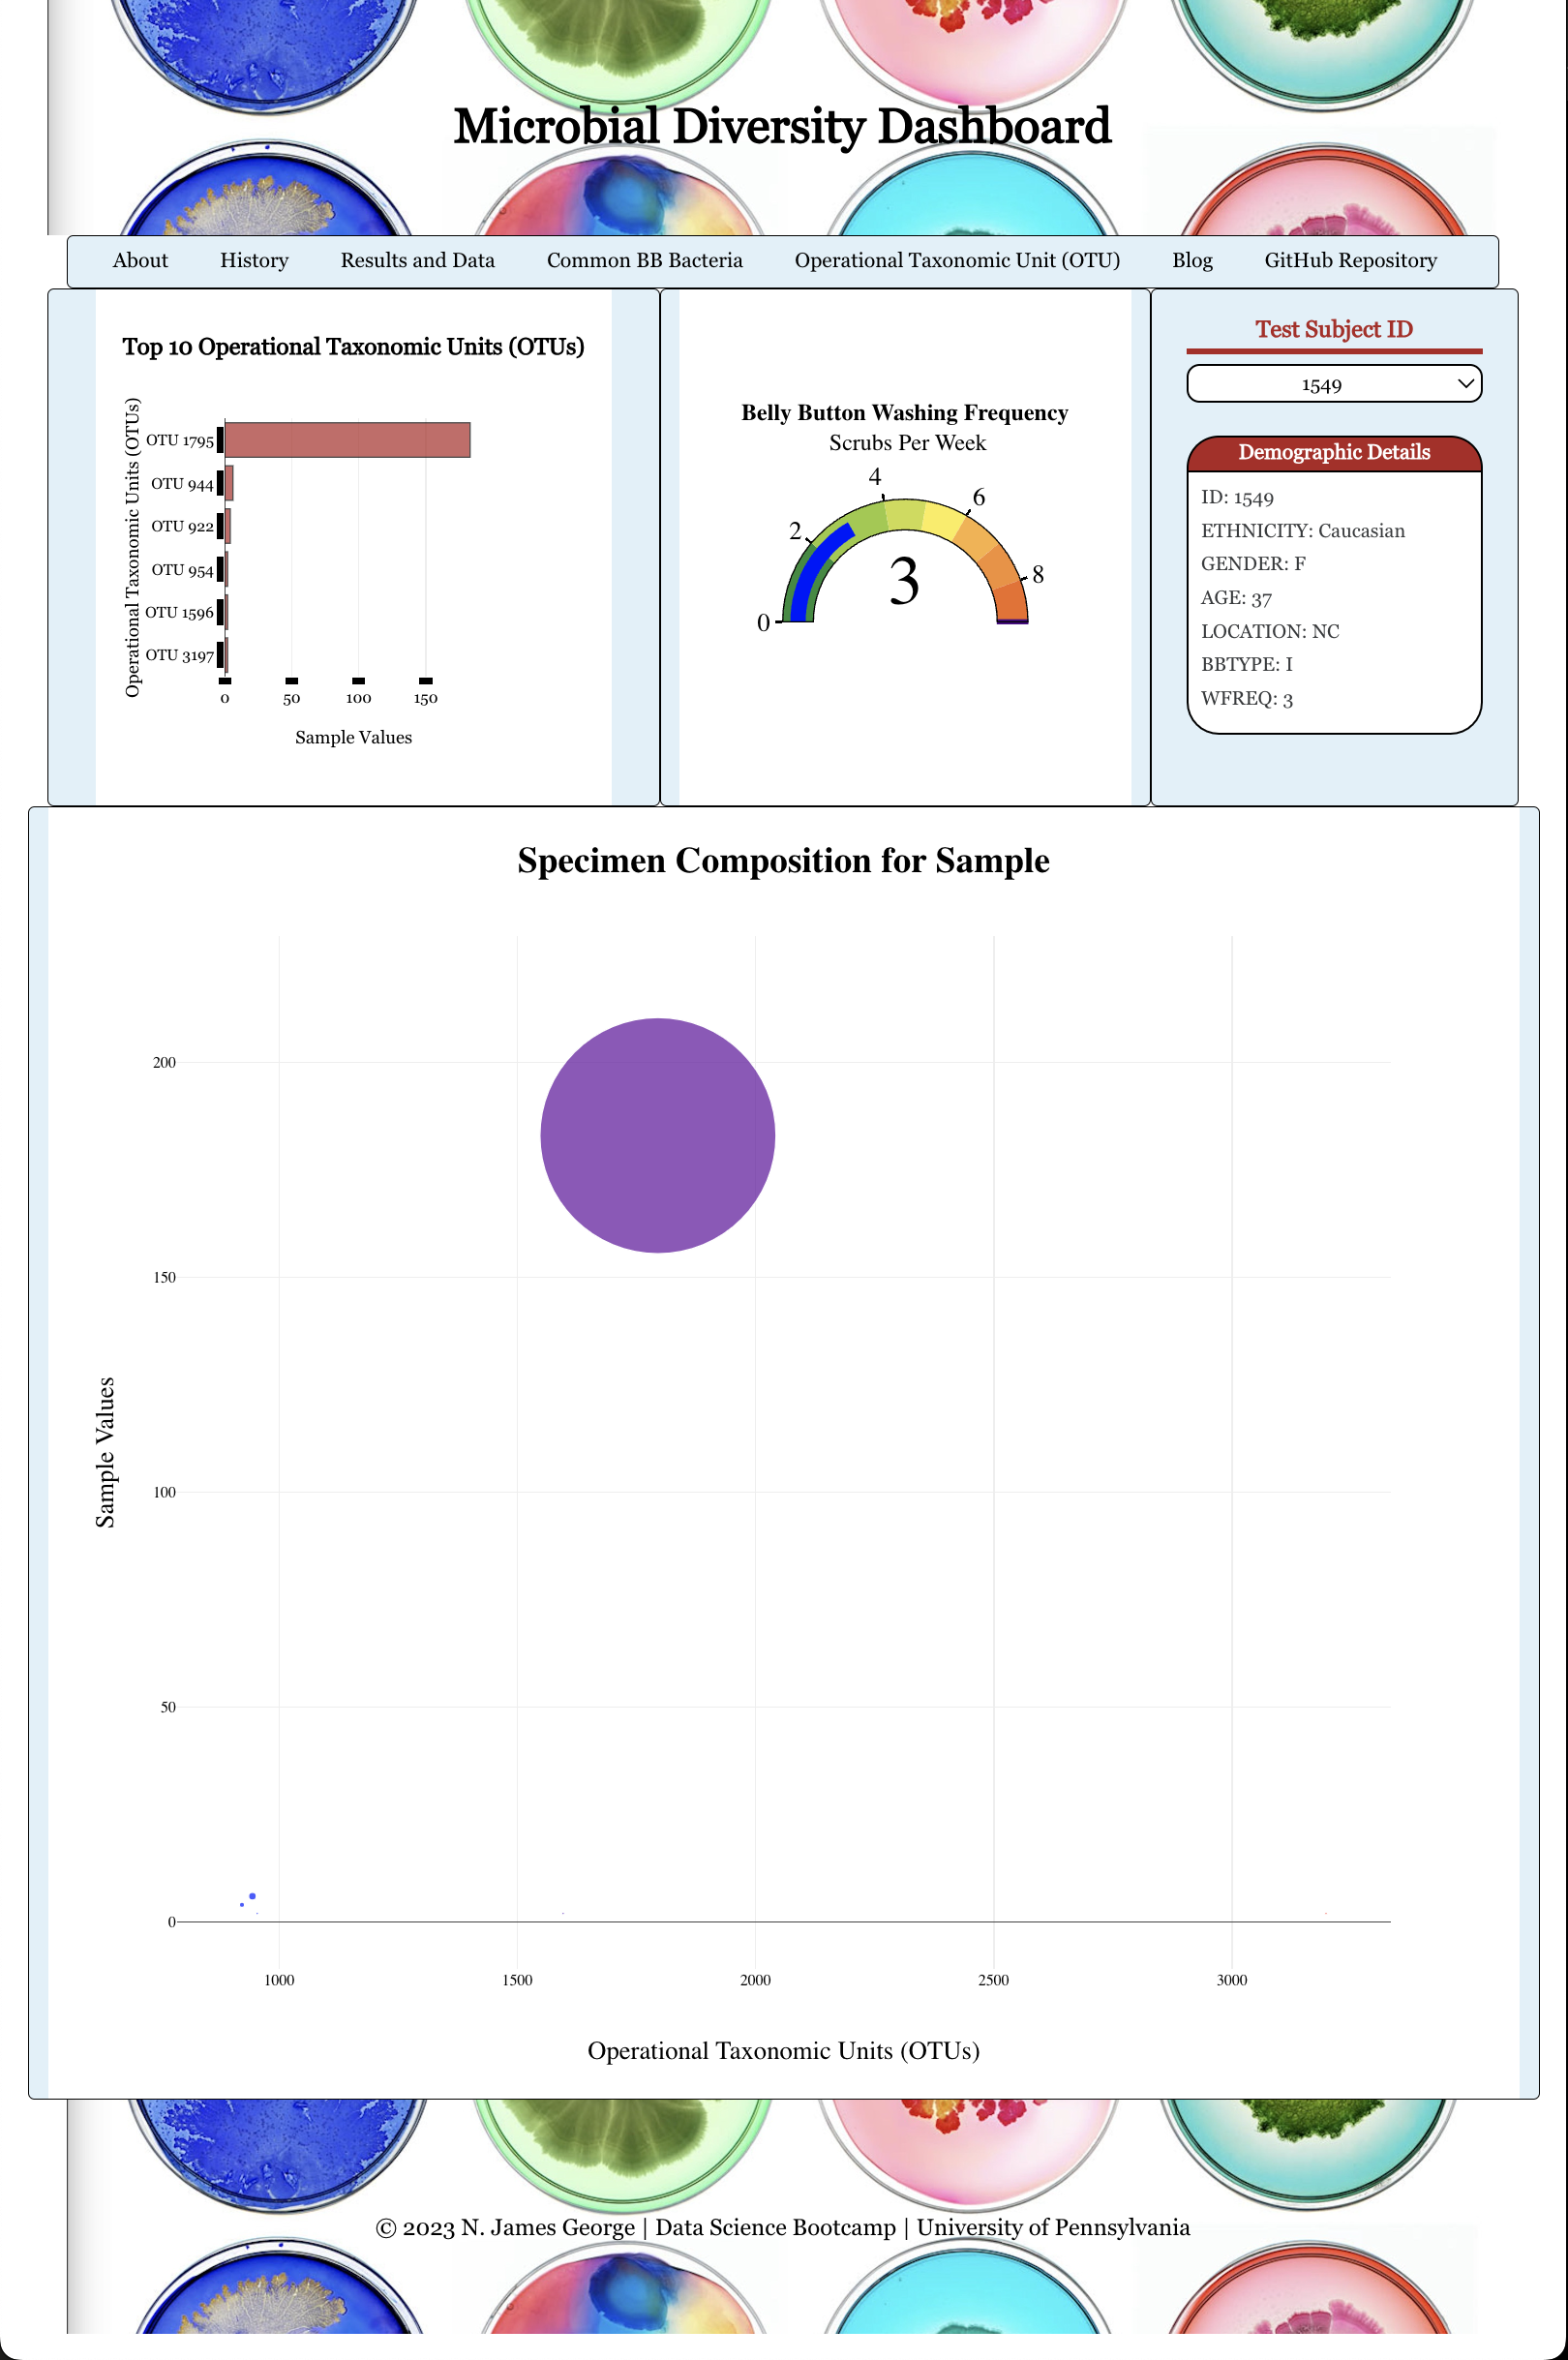 Microbial Diversity Dashboard
About
History
Results and Data
Common BB Bacteria
Operational Taxonomic Unit (OTU)
Blog
GitHub Repository
Top 10 Operational Taxonomic Units (OTUs)
Operational Taxonomic Units (OTUs)
OTU 1795
OTU 944
OTU 922
OTU 954
OTU 1596
OTU 3197
0
50
100
150
Sample Values
Belly Button Washing Frequency
Scrubs Per Week
0
2
4
6
8
3
Test Subject ID
1549
Demographic Details
ID: 1549
ETHNICITY: Caucasian
GENDER: F
AGE: 37
LOCATION: NC
BBTYPE: I
WFREQ: 3
Specimen Composition for Sample
Sample Values
200
150
100
50
0
1000
1500
2000
2500
3000
Operational Taxonomic Units (OTUs)
© 2023 N. James George | Data Science Bootcamp | University of Pennsylvania